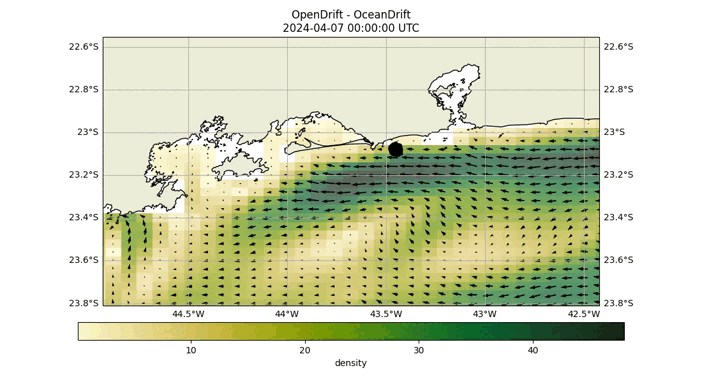 OpenDrift - OceanDrift
2024-04-07 00:00:00 UTC
22.6°S 22.6°S
22.8°S 22.8°S
23°S 23°S
23.2°S 23.2°S
23.4°S 23.4°S
23.6°S 23.6°S
23.8°S 23.8°S
44.5°W 44°W 43.5°W 43°W 42.5°W
10 20 30 40
density